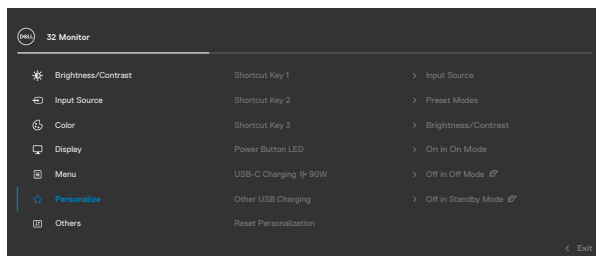 DELL
32 Monitor
Brightness/Contrast Shortcut Key 1 > Input Source
Input Source Shortcut Key 2 > Preset Modes
Color Shortcut Key 3 > Brightness/Contrast
Display Power Button LED > On in On Mode
Menu USB-C Charging 90W > Off in Off Mode
Personalize Other USB Charging > Off in Standby Mode
Others Reset Personalization
< Exit